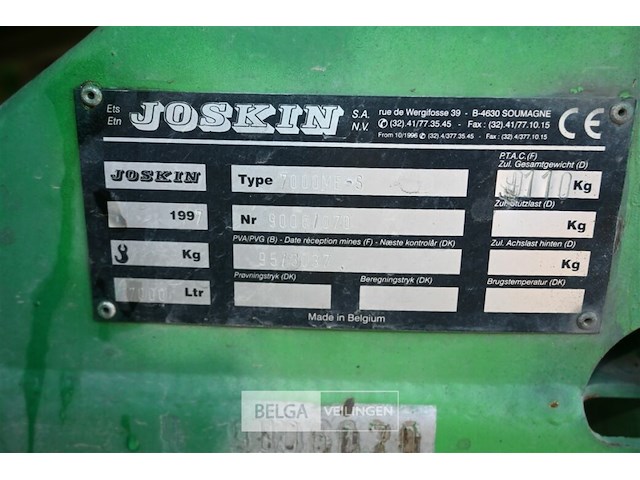 Ets
Etn
JOSKIN
S.A.
N.V.
rue de Wergifosse 39 - B-4630 SOUMAGNE
(32).41/77.35.45 - Fax : (32).41/77.10.15
From 10/1996 (32) 4/377.35.45 - Fax : (32) 4/377.10.15
CE
JOSKIN
Type
P.T.A.C. (F)
Zul. Gesamtgewicht (D)
9110 Kg
1997
Nr
Zul. Stützlast (D)
Kg
Kg
PVA/PVG (B) - Date réception mines (F) - Næste kontrolår (DK)
Zul. Achslast hinten (D)
Kg
7000 Ltr
Prøvningstryk (DK)
Beregningstryk (DK)
Brugstemperatur (DK)
Made in Belgium
BELGA VEILINGEN